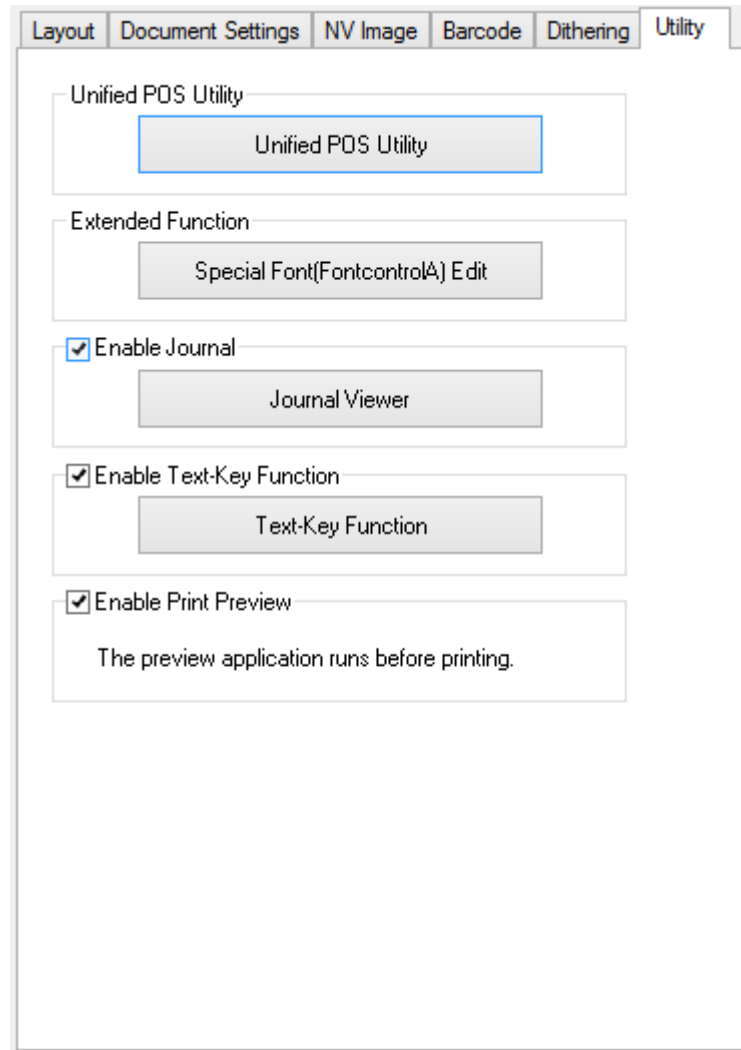 Layout Document Settings NV Image Barcode Dithering Utility
Unified POS Utility
Unified POS Utility
Extended Function
Special Font(FontcontrolA) Edit
Enable Journal
Journal Viewer
Enable Text-Key Function
Text-Key Function
Enable Print Preview
The preview application runs before printing.